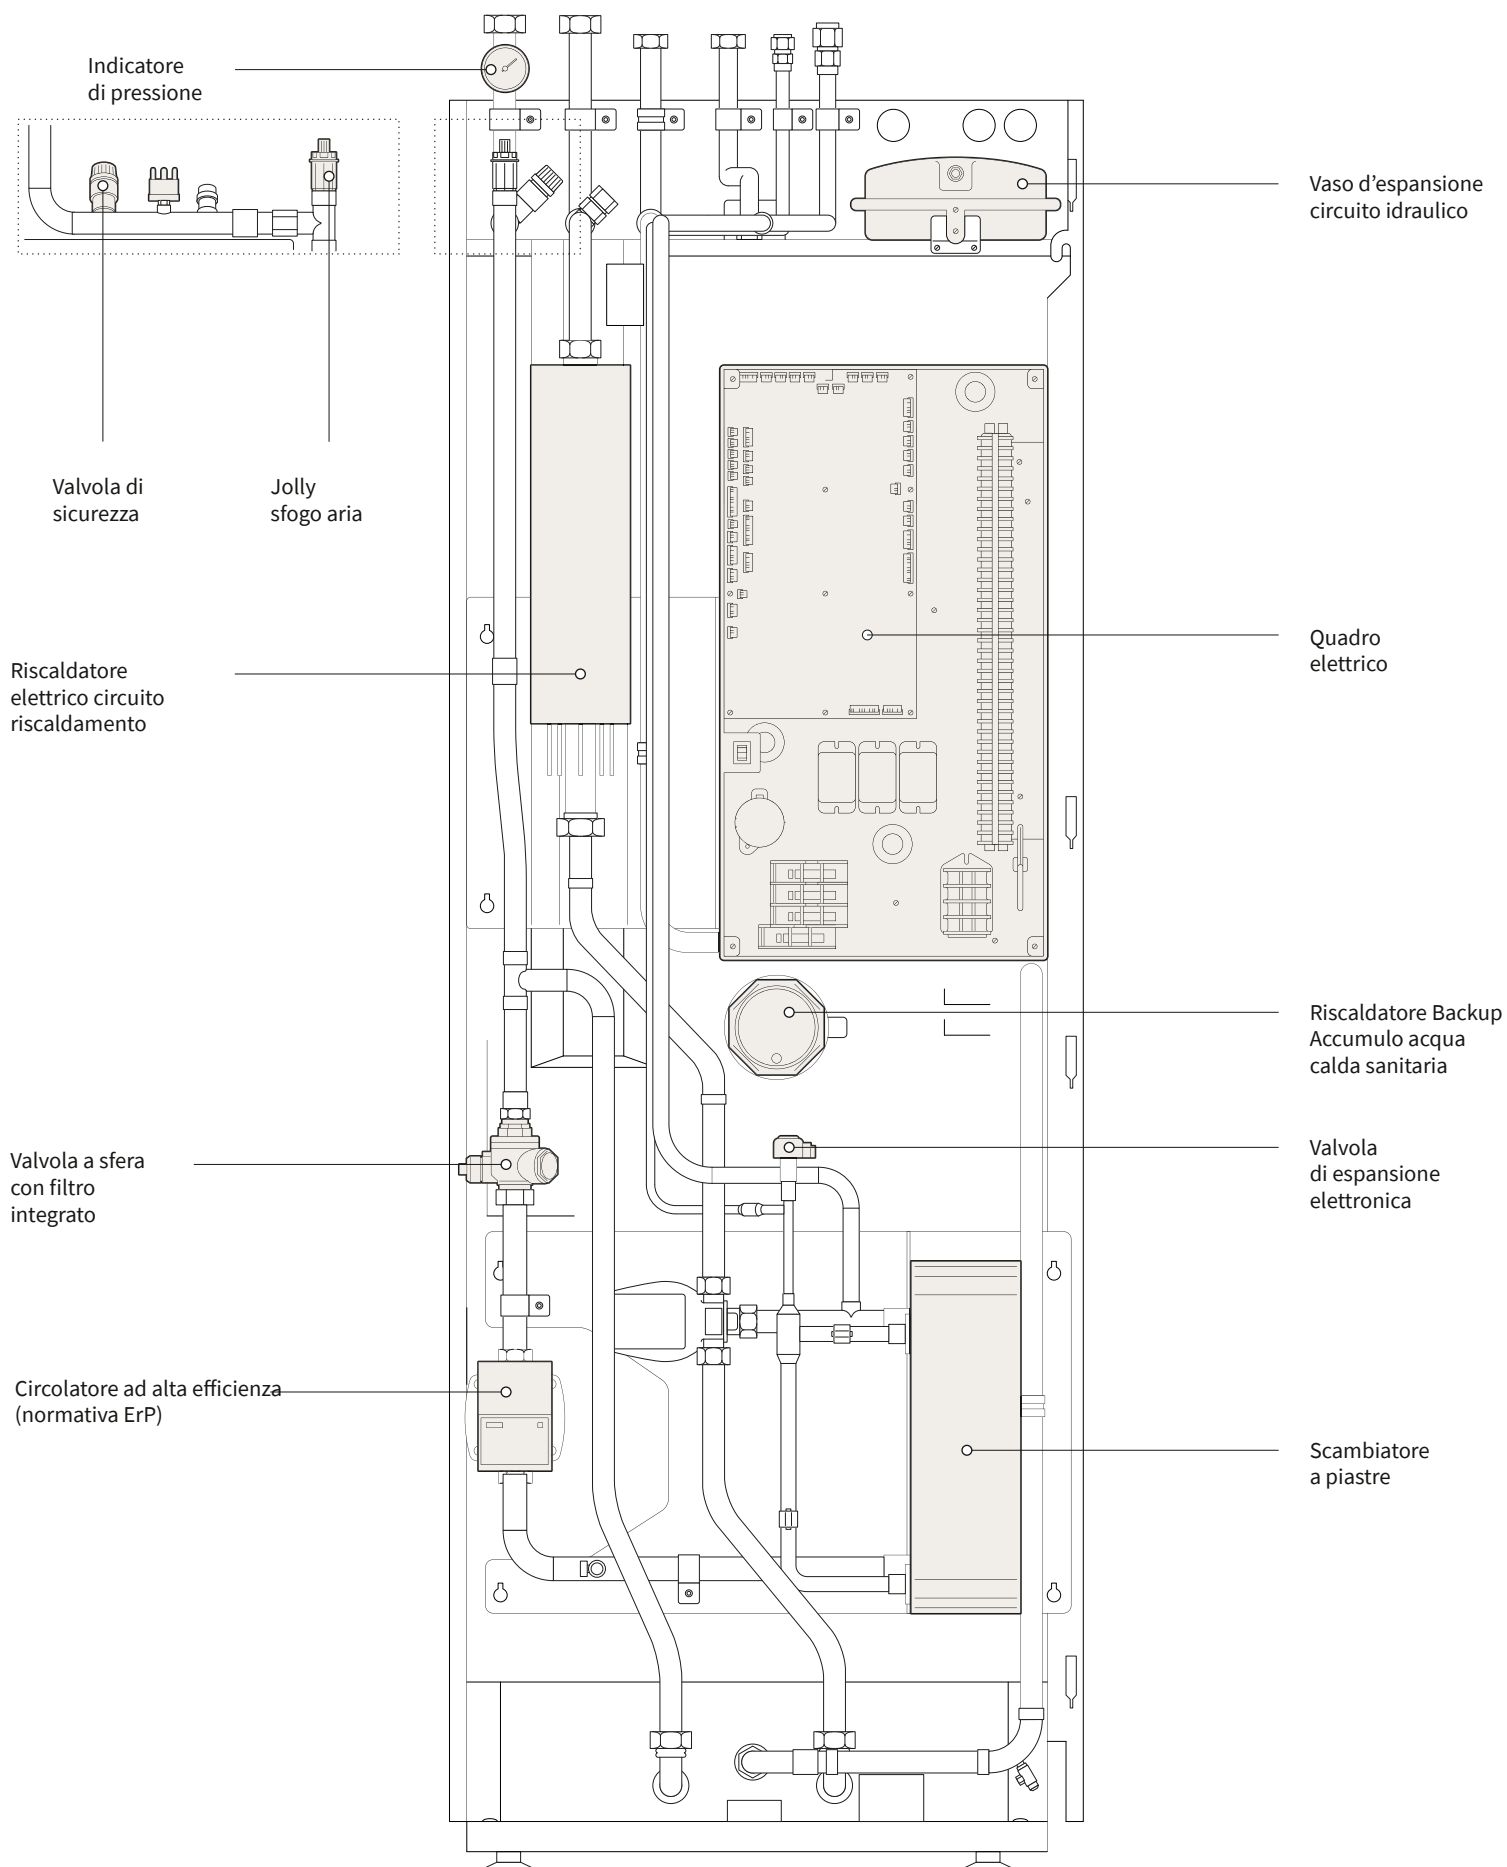 Indicatore
di pressione
Vaso d’espansione
circuito idraulico
Valvola di
sicurezza
Jolly
sfogo aria
Quadro
elettrico
Riscaldatore
elettrico circuito
riscaldamento
Riscaldatore Backup
Accumulo acqua
calda sanitaria
Valvola a sfera
con filtro
integrato
Valvola
di espansione
elettronica
Circolatore ad alta efficienza
(normativa ErP)
Scambiatore
a piastre